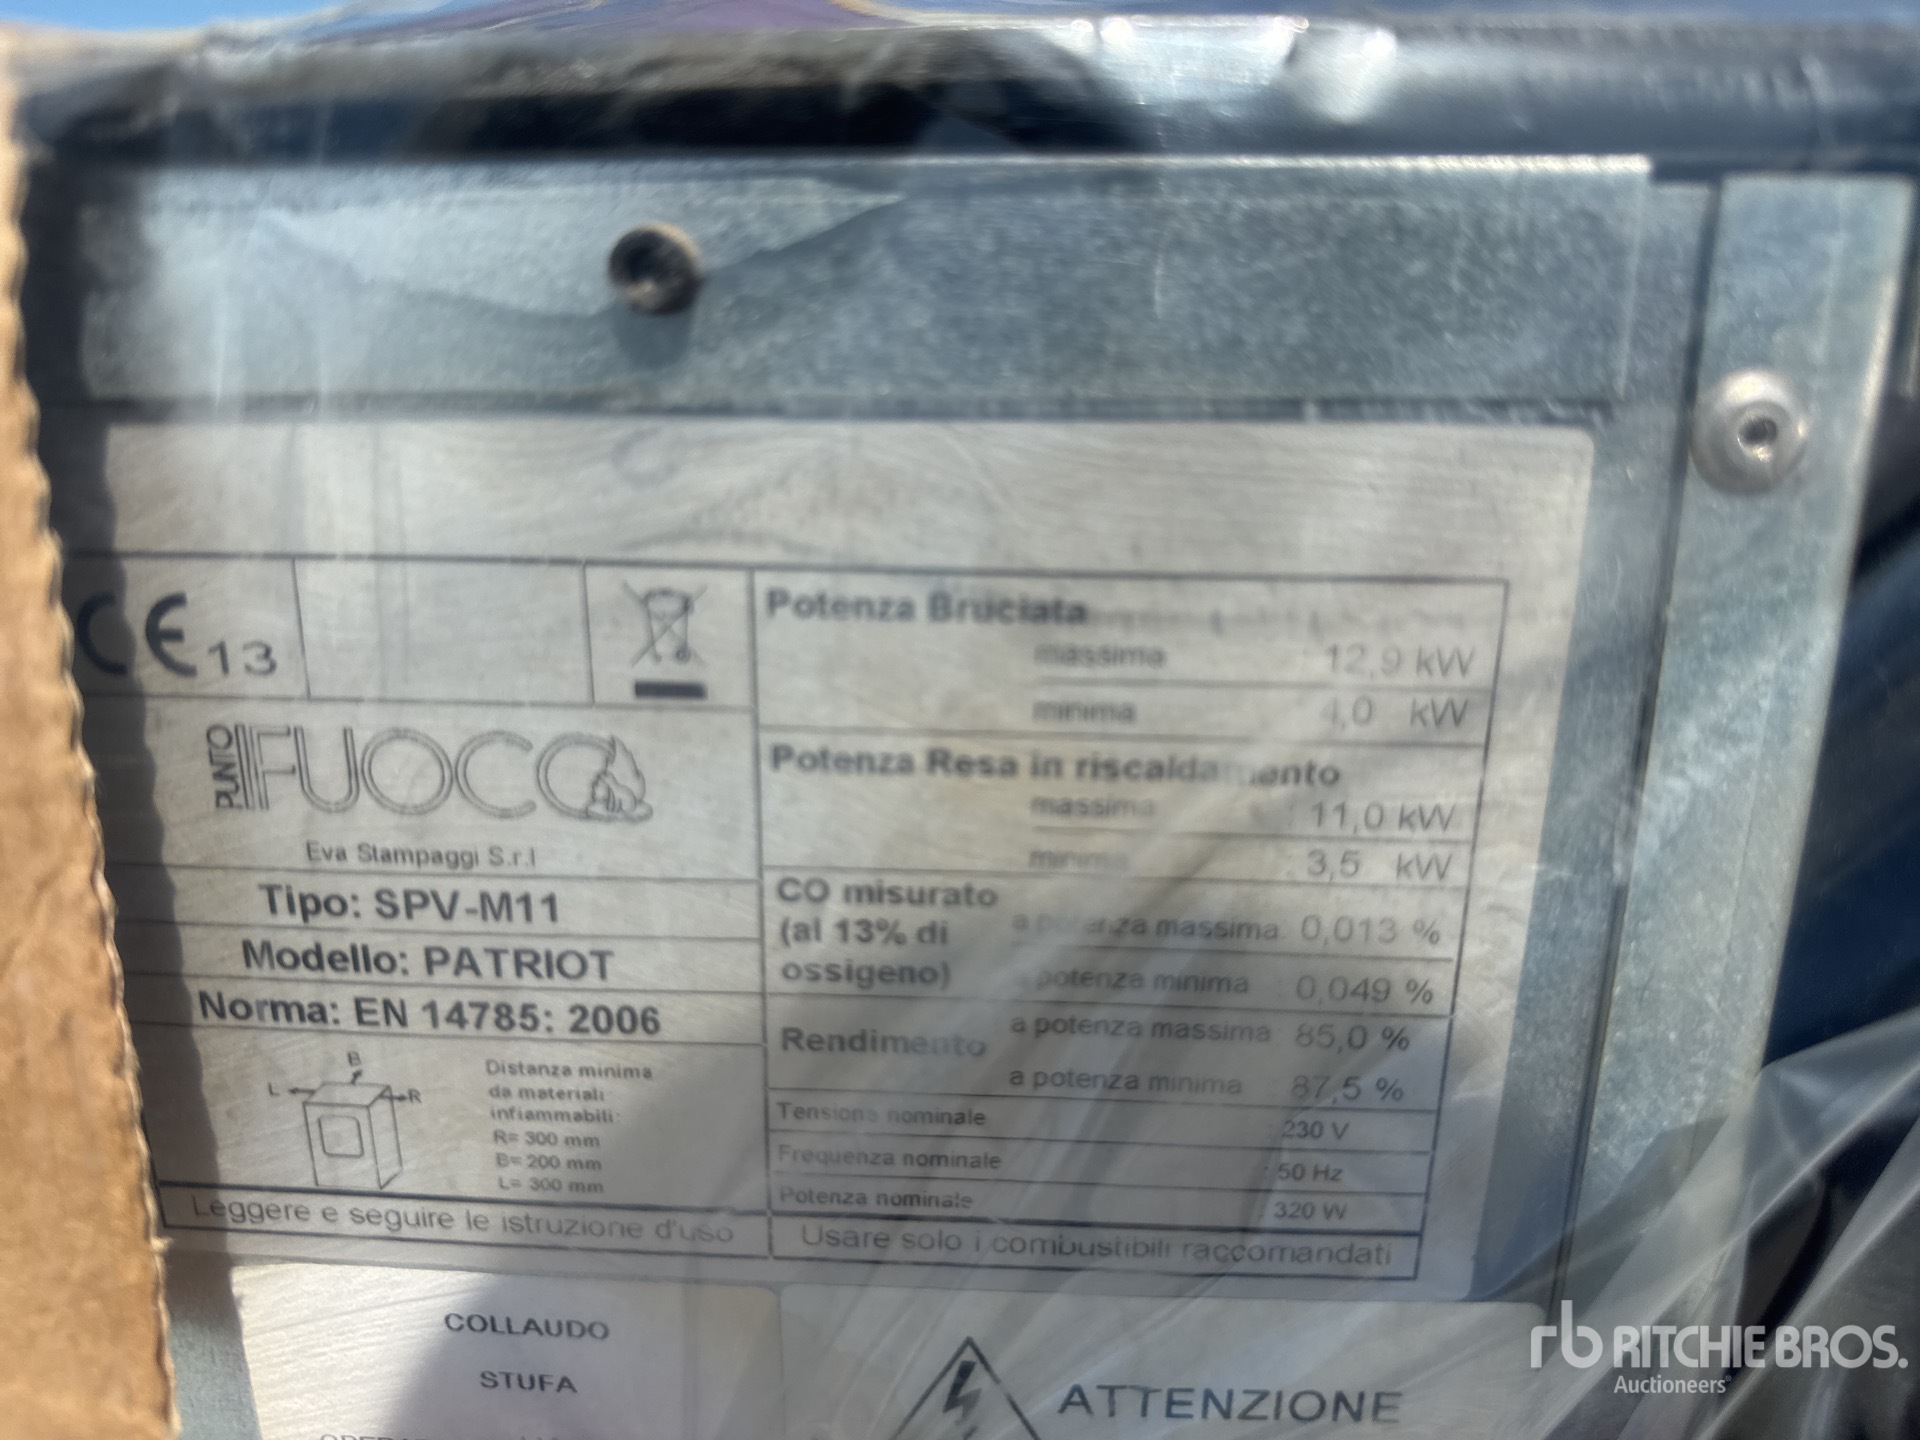 CE 13
PUNTO FUOCO
Eva Stampaggi S.r.l
Tipo: SPV-M11
Modello: PATRIOT
Norma: EN 14785: 2006
B
L
R
Distanza minima
da materiali
infiammabili:
R= 300 mm
B= 200 mm
L= 300 mm
Leggere e seguire le istruzione d'uso
Potenza Bruciata
massima : 12,9 kW
minima : 4,0 kW
Potenza Resa in riscaldamento
massima : 11,0 kW
minima : 3,5 kW
CO misurato
(al 13% di
ossigeno)
a potenza massima : 0,013 %
a potenza minima : 0,049 %
Rendimento
a potenza massima : 85,0 %
a potenza minima : 87,5 %
Tensione nominale : 230 V
Frequenza nominale : 50 Hz
Potenza nominale : 320 W
Usare solo i combustibili raccomandati
COLLAUDO
STUFA
ATTENZIONE
rb RITCHIE BROS.
Auctioneers